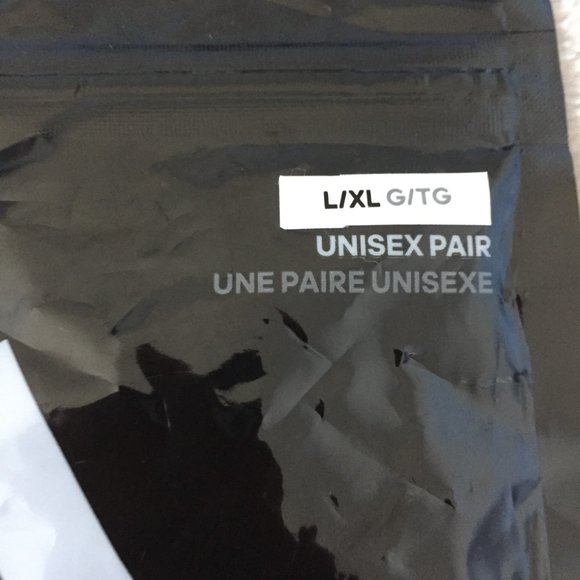 L/XL G/TG
UNISEX PAIR
UNE PAIRE UNISEXE